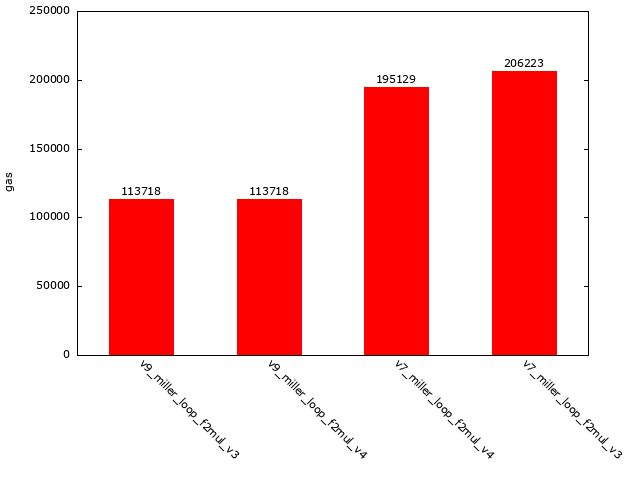 250000
200000
150000
100000
50000
0
gas
113718
113718
195129
206223
v9_miller_loop_f2mul_v3
v9_miller_loop_f2mul_v4
v7_miller_loop_f2mul_v4
v7_miller_loop_f2mul_v3